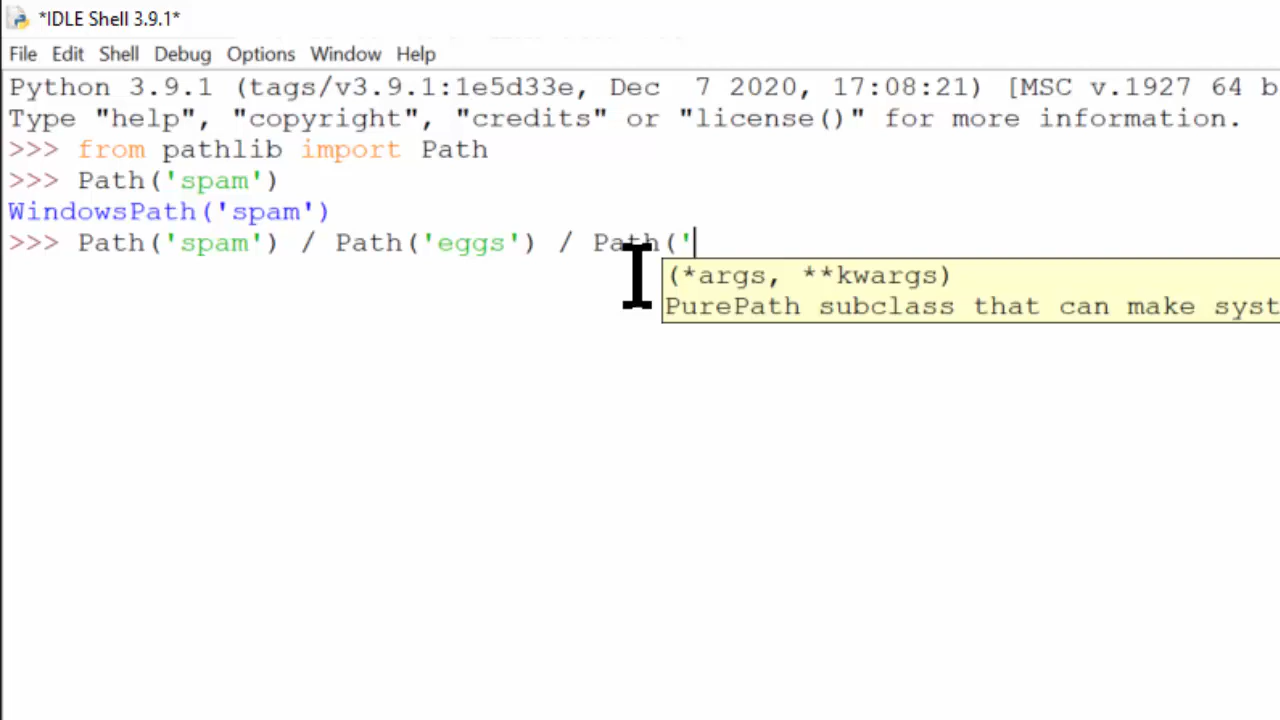 *IDLE Shell 3.9.1*
File Edit Shell Debug Options Window Help
Python 3.9.1 (tags/v3.9.1:1e5d33e, Dec  7 2020, 17:08:21) [MSC v.1927 64 b
Type "help", "copyright", "credits" or "license()" for more information.
>>> from pathlib import Path
>>> Path('spam')
WindowsPath('spam')
>>> Path('spam') / Path('eggs') / Path('
(*args, **kwargs)
PurePath subclass that can make syst